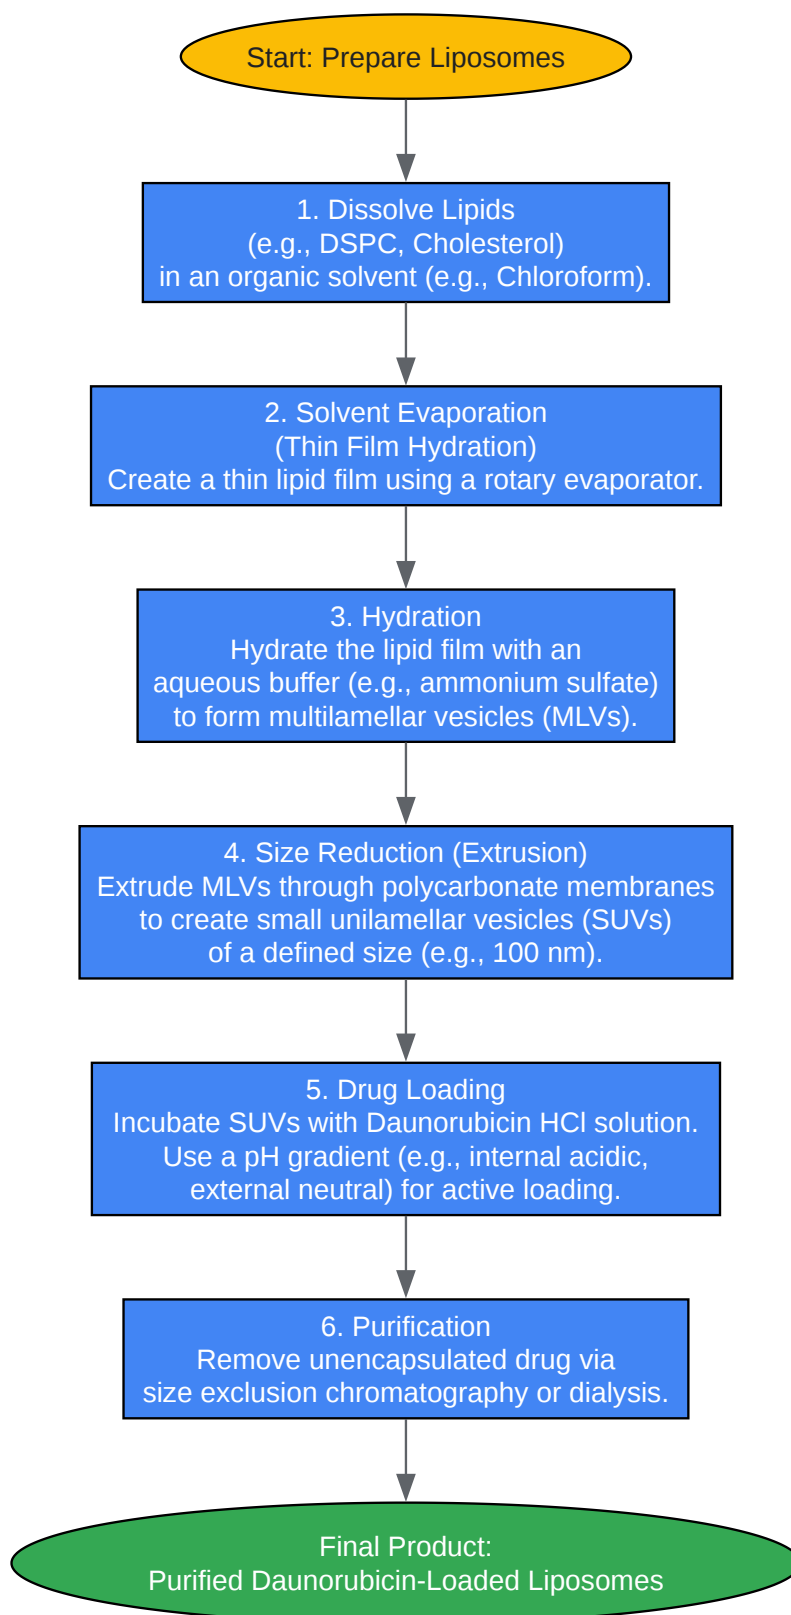 Start: Prepare Liposomes
1. Dissolve Lipids
(e.g., DSPC, Cholesterol)
in an organic solvent (e.g., Chloroform).
2. Solvent Evaporation
(Thin Film Hydration)
Create a thin lipid film using a rotary evaporator.
3. Hydration
Hydrate the lipid film with an
aqueous buffer (e.g., ammonium sulfate)
to form multilamellar vesicles (MLVs).
4. Size Reduction (Extrusion)
Extrude MLVs through polycarbonate membranes
to create small unilamellar vesicles (SUVs)
of a defined size (e.g., 100 nm).
5. Drug Loading
Incubate SUVs with Daunorubicin HCl solution.
Use a pH gradient (e.g., internal acidic,
external neutral) for active loading.
6. Purification
Remove unencapsulated drug via
size exclusion chromatography or dialysis.
Final Product:
Purified Daunorubicin-Loaded Liposomes